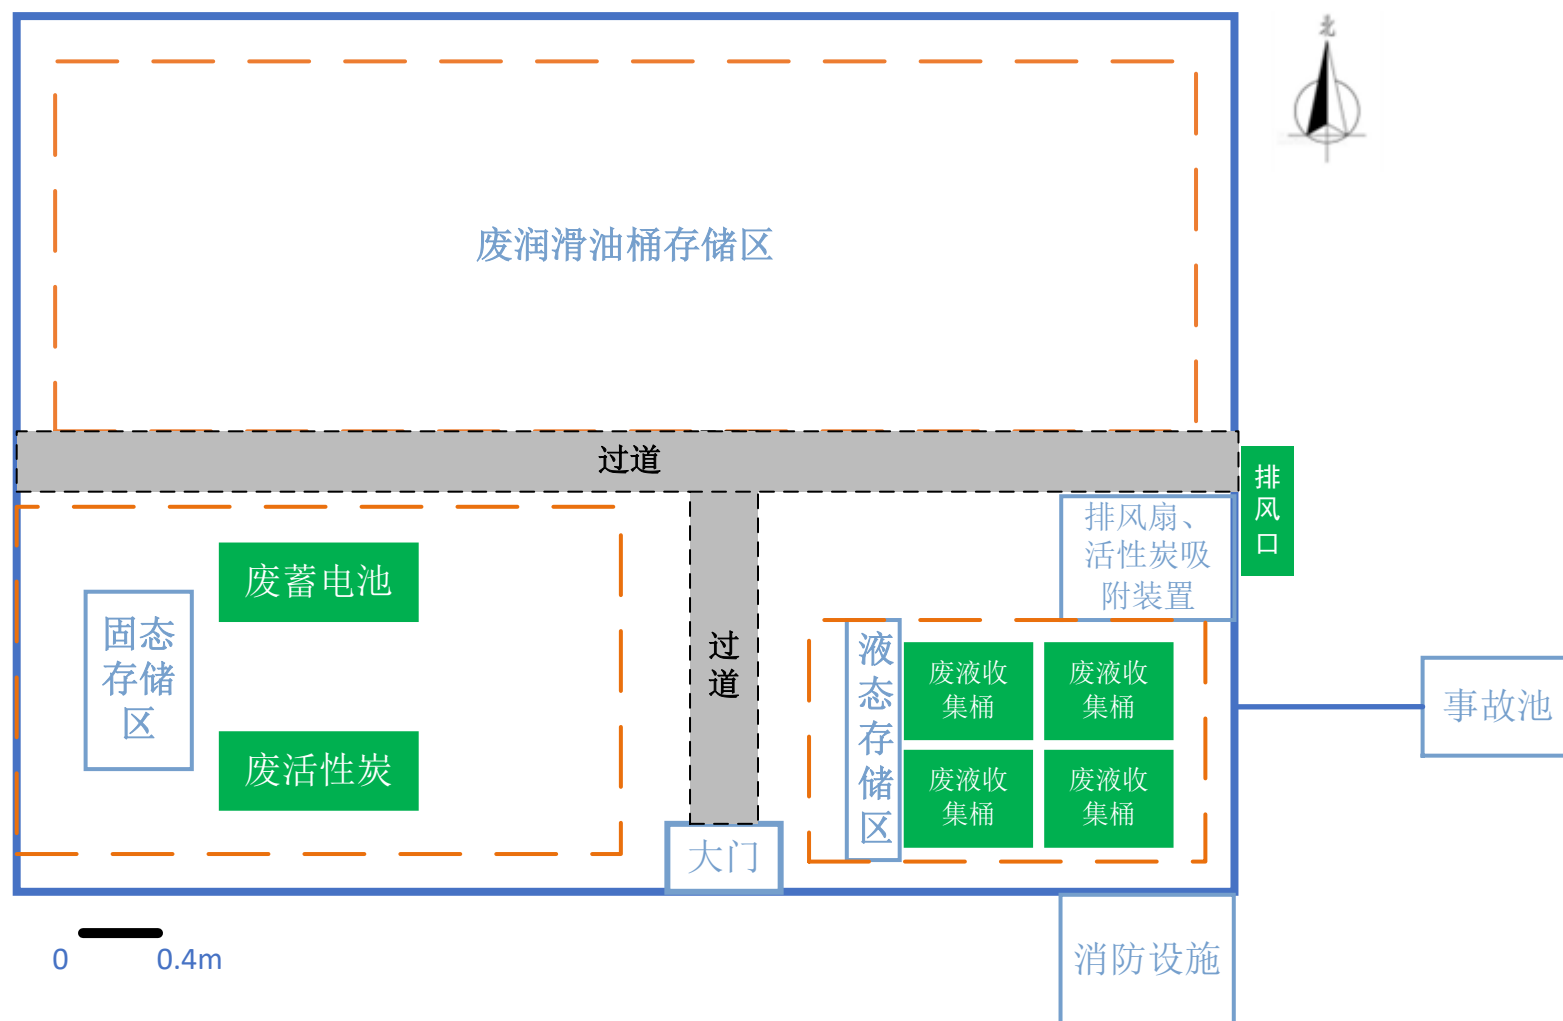 北
废润滑油桶存储区
过道
排
风
口
排风扇、
活性炭吸
附装置
废蓄电池
固态
存储
区
废活性炭
过
道
液
态
存
储
区
废液收
集桶
废液收
集桶
废液收
集桶
废液收
集桶
事故池
大门
消防设施
0
0.4m